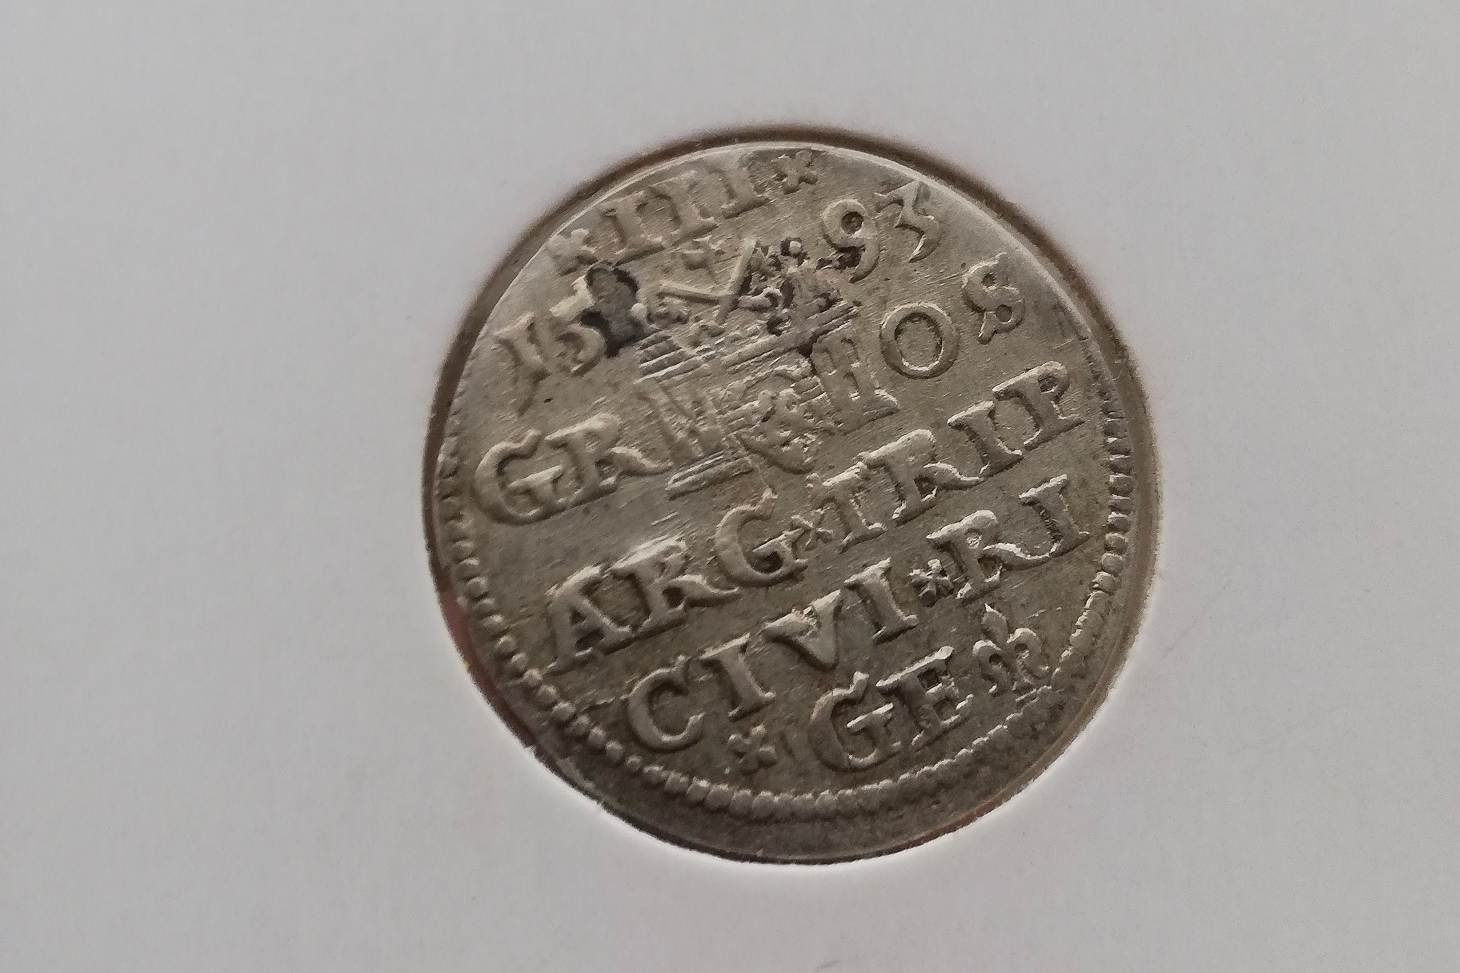 III
15 93
GR OS
ARG TRIP
CIVI RI
GE